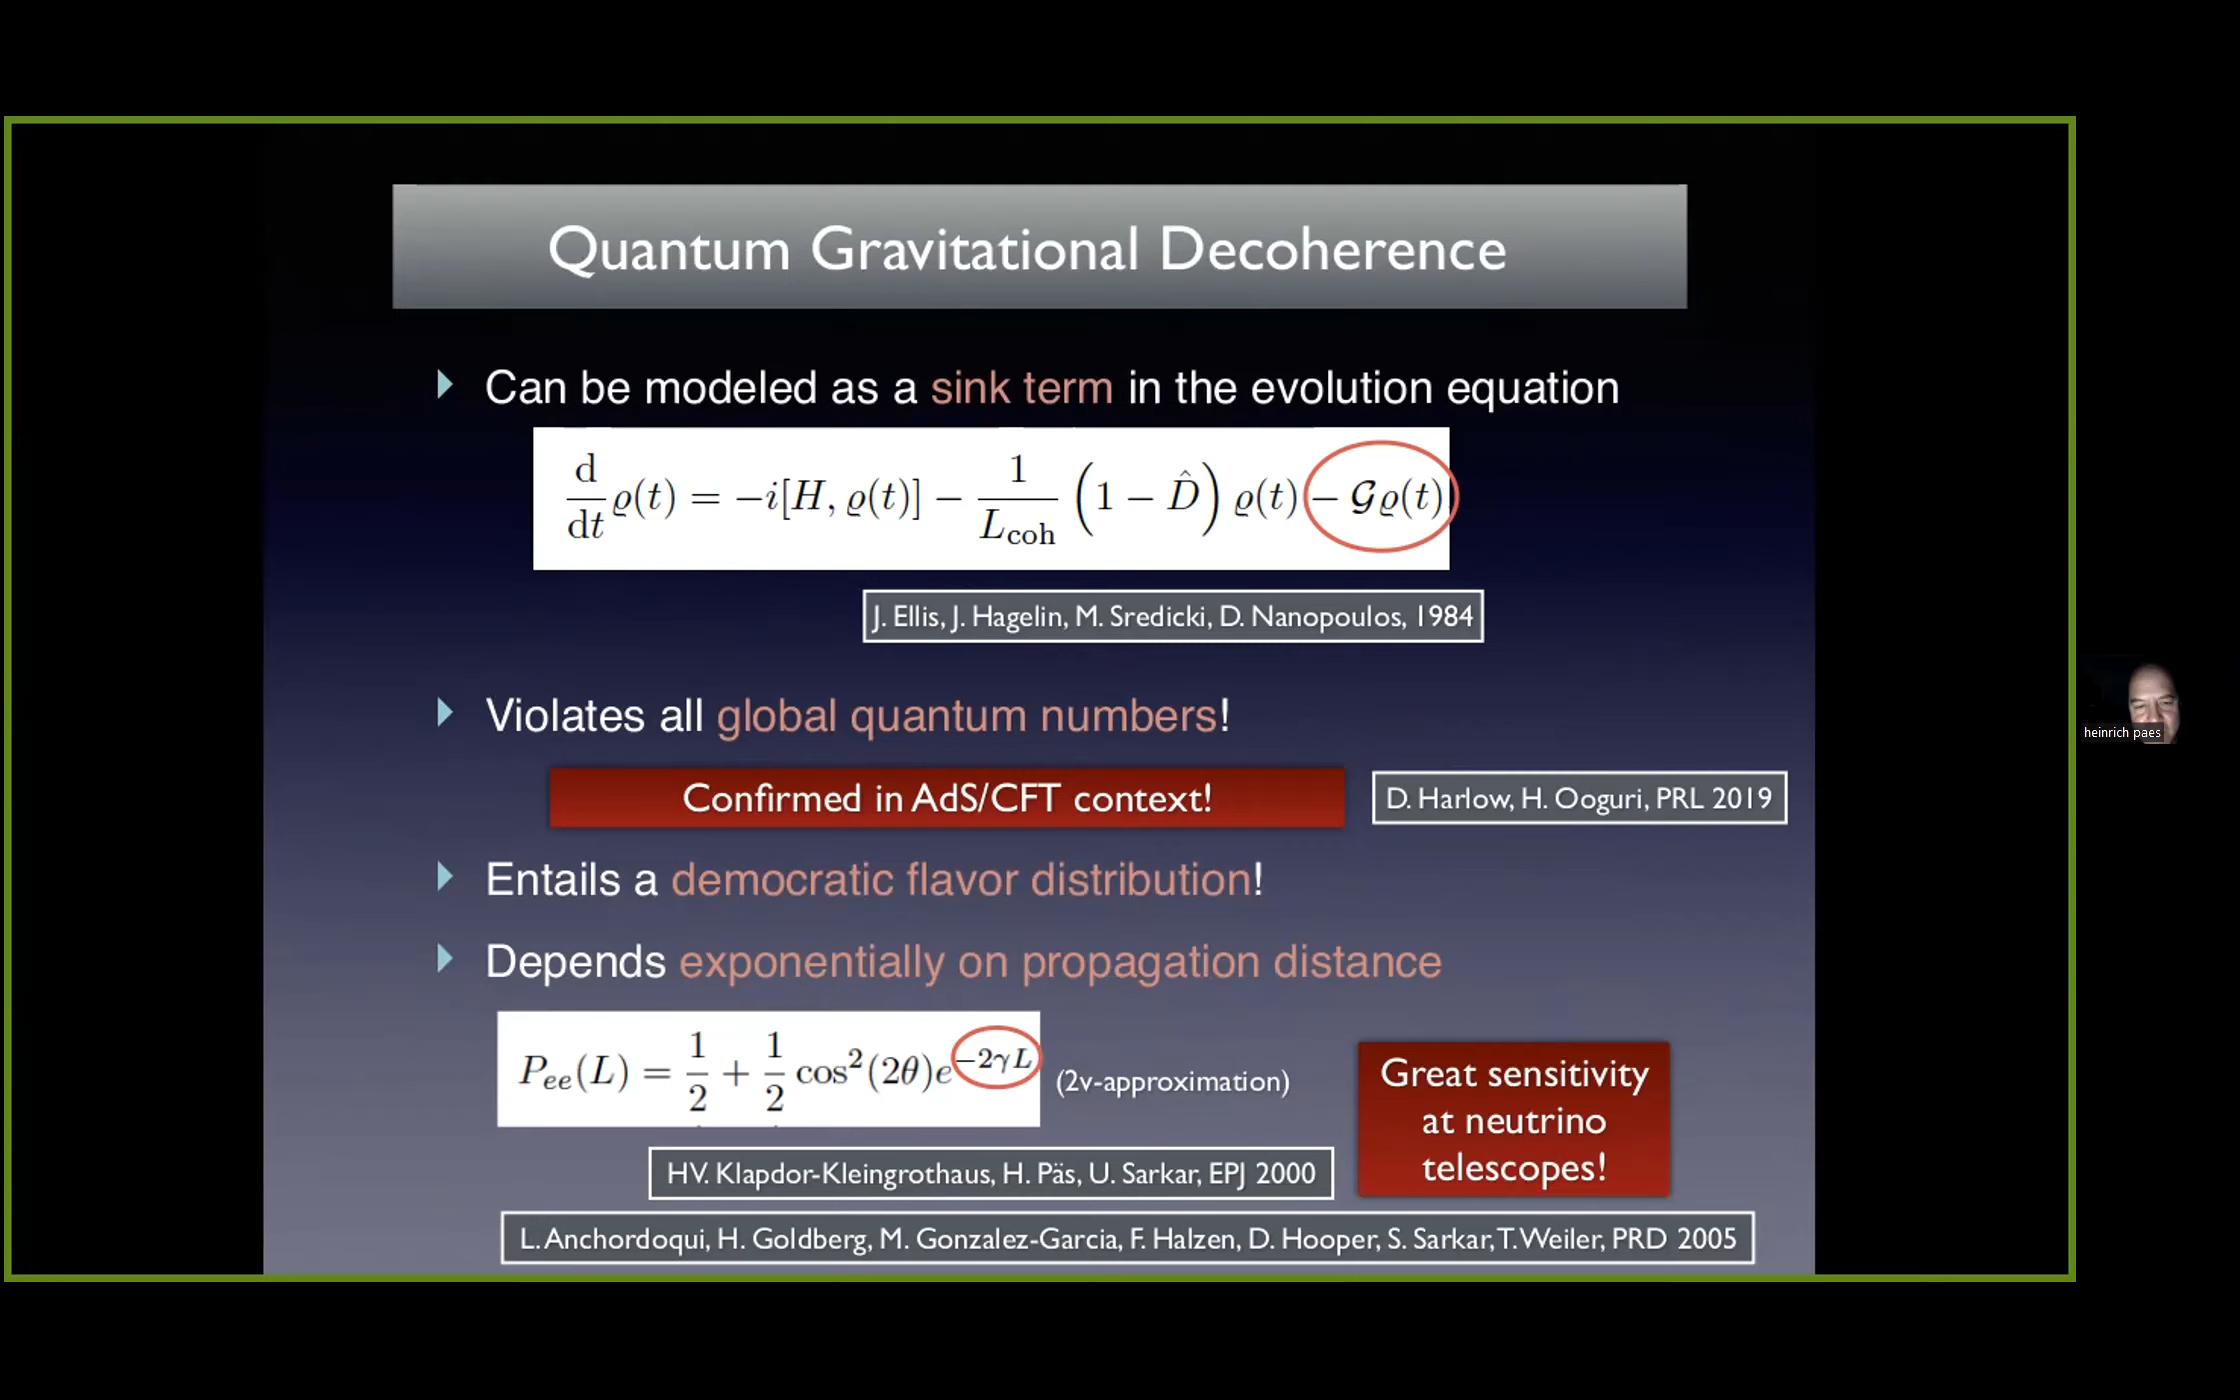 Quantum Gravitational Decoherence
Can be modeled as a sink term in the evolution equation
d/dt ϱ(t) = −i[H, ϱ(t)] − 1/L_coh (1 − D̂) ϱ(t) − 𝒢ϱ(t)
J. Ellis, J. Hagelin, M. Sredicki, D. Nanopoulos, 1984
Violates all global quantum numbers!
Confirmed in AdS/CFT context!
D. Harlow, H. Ooguri, PRL 2019
heinrich paes
Entails a democratic flavor distribution!
Depends exponentially on propagation distance
P_ee(L) = 1/2 + 1/2 cos²(2θ)e^−2γL
(2v-approximation)
Great sensitivity
at neutrino
telescopes!
HV. Klapdor-Kleingrothaus, H. Päs, U. Sarkar, EPJ 2000
L. Anchordoqui, H. Goldberg, M. Gonzalez-Garcia, F. Halzen, D. Hooper, S. Sarkar, T. Weiler, PRD 2005